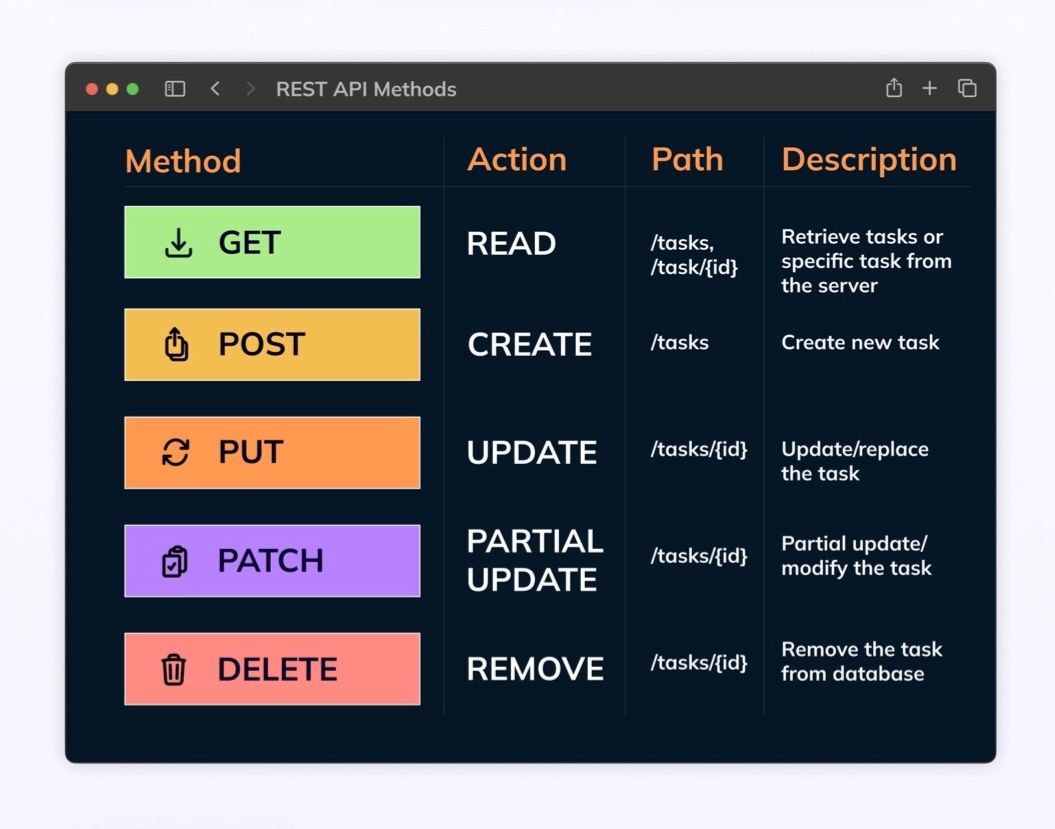 REST API Methods
Method Action Path Description
GET READ /tasks, /task/{id} Retrieve tasks or
specific task from
the server
POST CREATE /tasks Create new task
PUT UPDATE /tasks/{id} Update/replace
the task
PATCH PARTIAL UPDATE /tasks/{id} Partial update/
modify the task
DELETE REMOVE /tasks/{id} Remove the task
from database